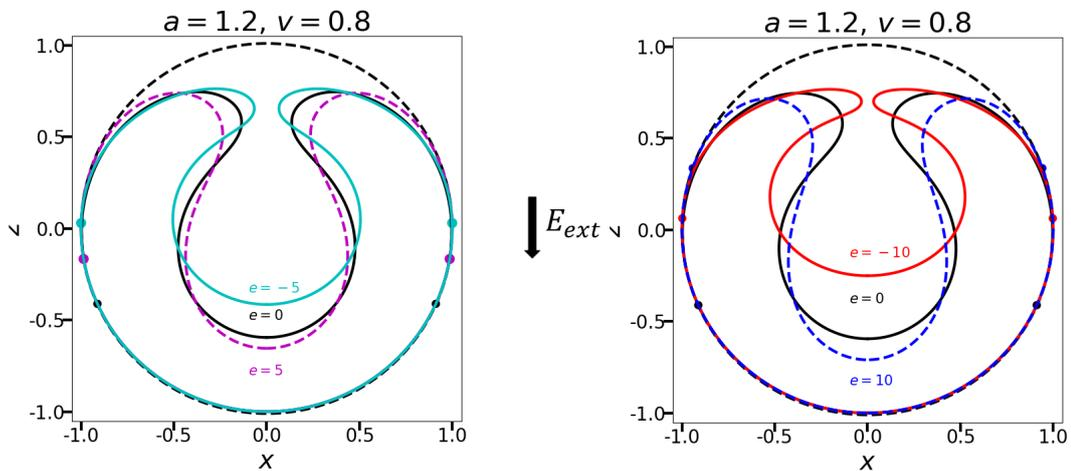 a = 1.2, v = 0.8
1.0
0.5
0.0
-0.5
-1.0
z
e = −5
e = 0
e = 5
-1.0 -0.5 0.0 0.5 1.0
x
E_ext
a = 1.2, v = 0.8
1.0
0.5
0.0
-0.5
-1.0
z
e = −10
e = 0
e = 10
-1.0 -0.5 0.0 0.5 1.0
x